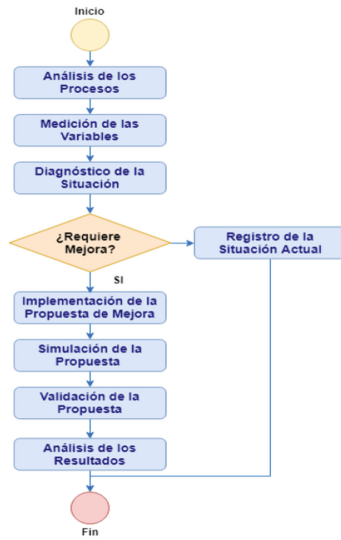 Inicio
Análisis de los
Procesos
Medición de las
Variables
Diagnóstico de la
Situación
¿Requiere
Mejora?
Registro de la
Situación Actual
SI
Implementación de la
Propuesta de Mejora
Simulación de la
Propuesta
Validación de la
Propuesta
Análisis de los
Resultados
Fin